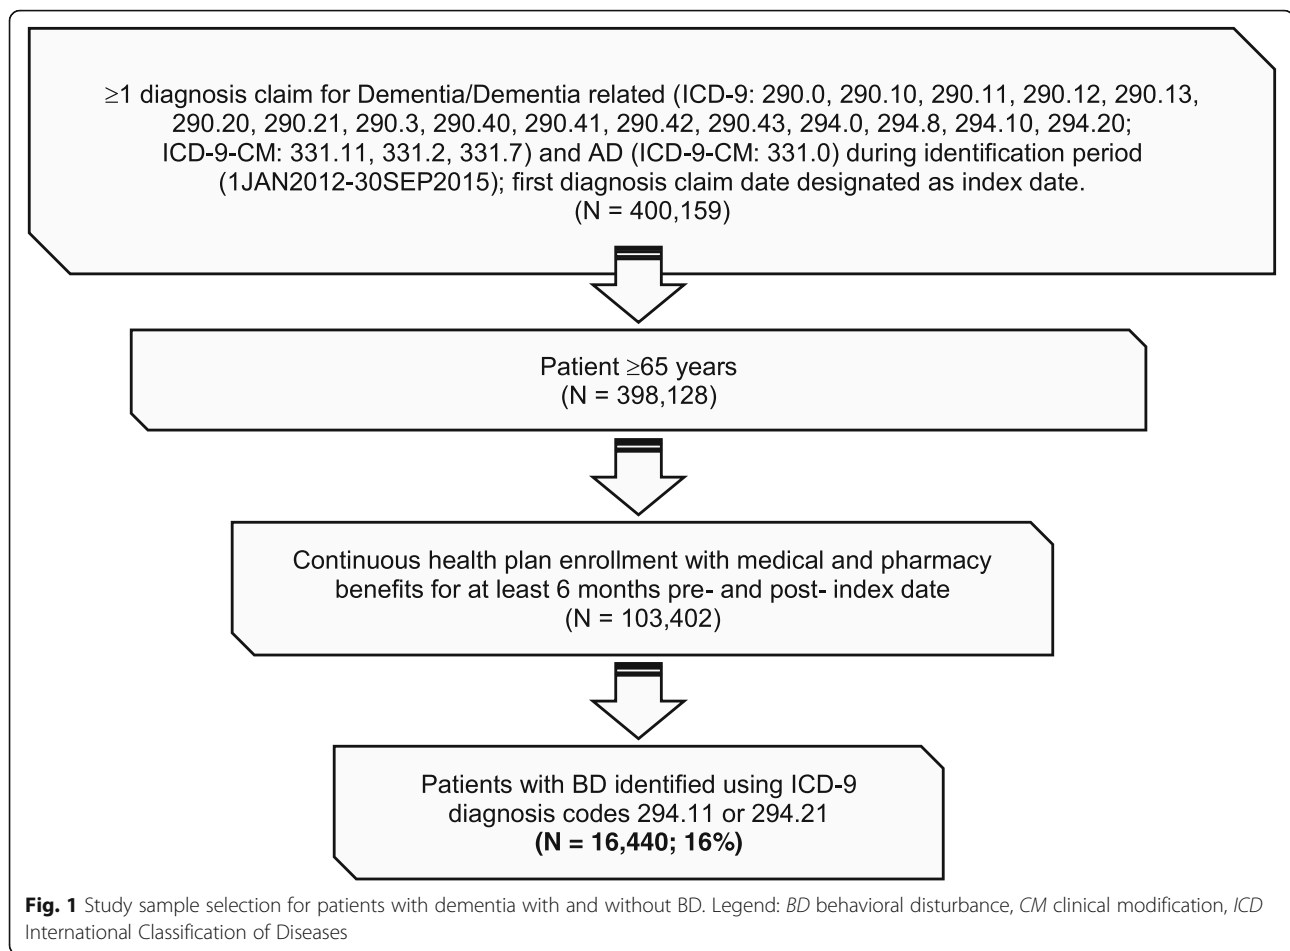 ≥1 diagnosis claim for Dementia/Dementia related (ICD-9: 290.0, 290.10, 290.11, 290.12, 290.13,
290.20, 290.21, 290.3, 290.40, 290.41, 290.42, 290.43, 294.0, 294.8, 294.10, 294.20;
ICD-9-CM: 331.11, 331.2, 331.7) and AD (ICD-9-CM: 331.0) during identification period
(1JAN2012-30SEP2015); first diagnosis claim date designated as index date.
(N = 400,159)
Patient ≥65 years
(N = 398,128)
Continuous health plan enrollment with medical and pharmacy
benefits for at least 6 months pre- and post- index date
(N = 103,402)
Patients with BD identified using ICD-9
diagnosis codes 294.11 or 294.21
(N = 16,440; 16%)
Fig. 1 Study sample selection for patients with dementia with and without BD. Legend: BD behavioral disturbance, CM clinical modification, ICD
International Classification of Diseases